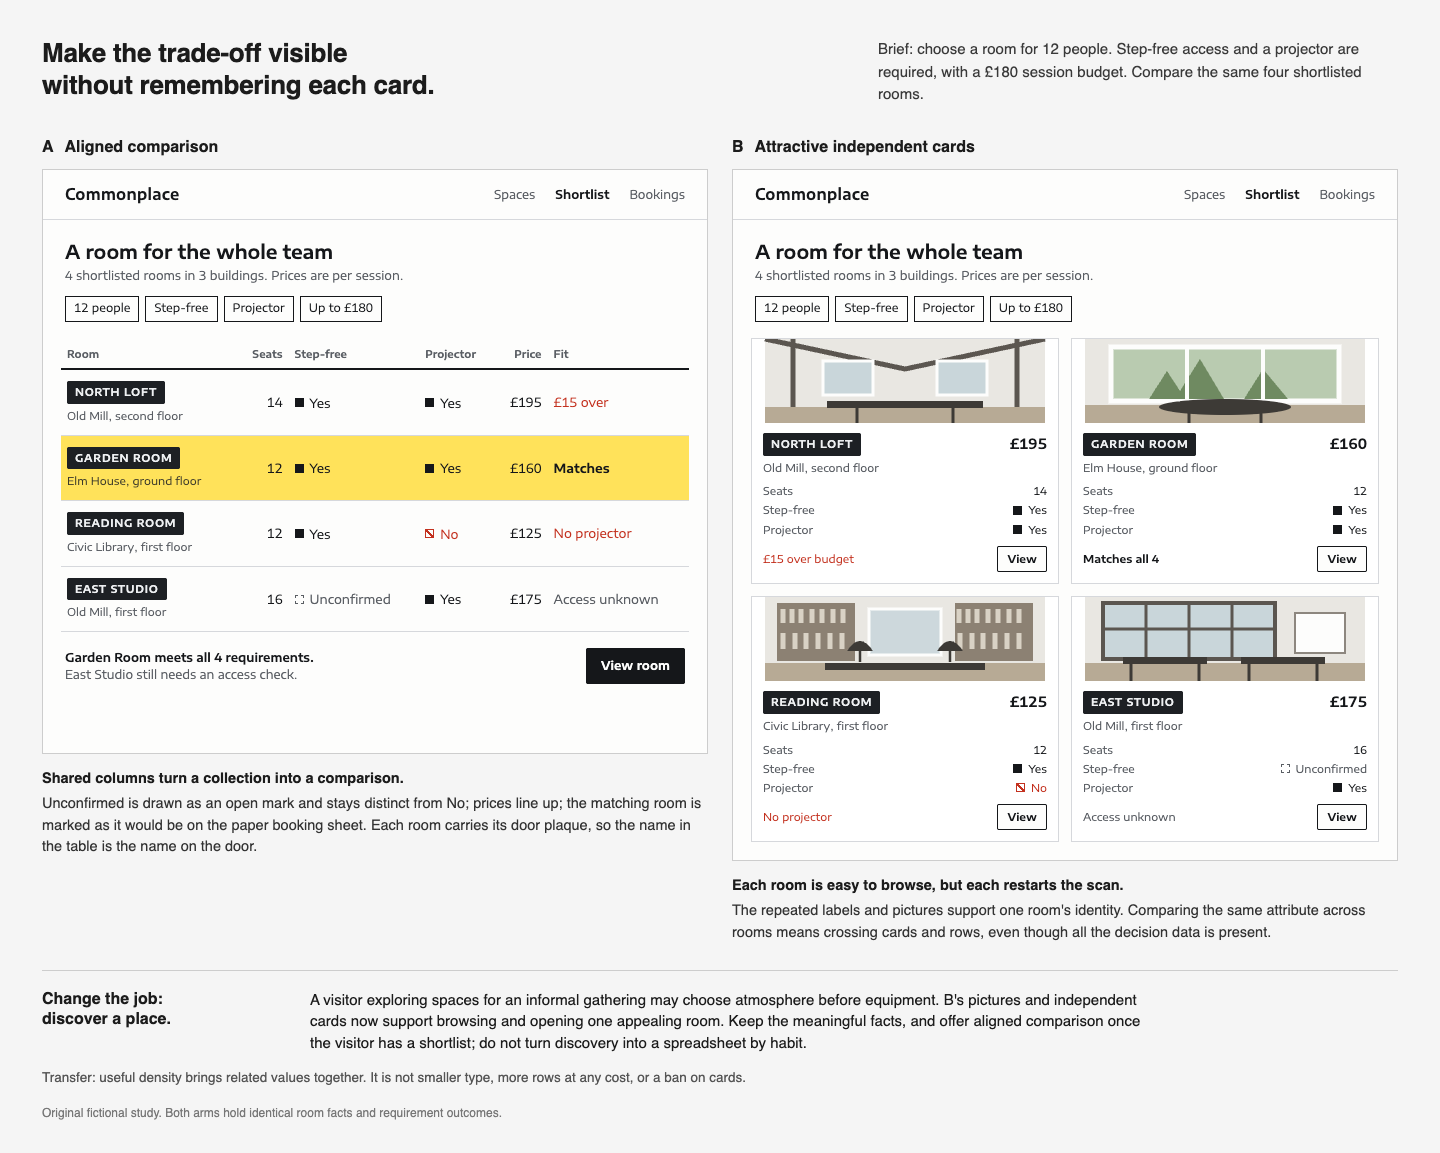 Make the trade-off visible
without remembering each card.
Brief: choose a room for 12 people. Step-free access and a projector are
required, with a £180 session budget. Compare the same four shortlisted
rooms.
A Aligned comparison
Commonplace
Spaces Shortlist Bookings
A room for the whole team
4 shortlisted rooms in 3 buildings. Prices are per session.
12 people Step-free Projector Up to £180
Room Seats Step-free Projector Price Fit
NORTH LOFT
Old Mill, second floor
14 Yes Yes £195 £15 over
GARDEN ROOM
Elm House, ground floor
12 Yes Yes £160 Matches
READING ROOM
Civic Library, first floor
12 Yes No £125 No projector
EAST STUDIO
Old Mill, first floor
16 Unconfirmed Yes £175 Access unknown
Garden Room meets all 4 requirements.
East Studio still needs an access check.
View room
Shared columns turn a collection into a comparison.
Unconfirmed is drawn as an open mark and stays distinct from No; prices line up; the matching room is
marked as it would be on the paper booking sheet. Each room carries its door plaque, so the name in
the table is the name on the door.
B Attractive independent cards
Commonplace
Spaces Shortlist Bookings
A room for the whole team
4 shortlisted rooms in 3 buildings. Prices are per session.
12 people Step-free Projector Up to £180
NORTH LOFT £195
Old Mill, second floor
Seats 14
Step-free Yes
Projector Yes
£15 over budget View
GARDEN ROOM £160
Elm House, ground floor
Seats 12
Step-free Yes
Projector Yes
Matches all 4 View
READING ROOM £125
Civic Library, first floor
Seats 12
Step-free Yes
Projector No
No projector View
EAST STUDIO £175
Old Mill, first floor
Seats 16
Step-free Unconfirmed
Projector Yes
Access unknown View
Each room is easy to browse, but each restarts the scan.
The repeated labels and pictures support one room's identity. Comparing the same attribute across
rooms means crossing cards and rows, even though all the decision data is present.
Change the job:
discover a place.
A visitor exploring spaces for an informal gathering may choose atmosphere before equipment. B's pictures and independent
cards now support browsing and opening one appealing room. Keep the meaningful facts, and offer aligned comparison once
the visitor has a shortlist; do not turn discovery into a spreadsheet by habit.
Transfer: useful density brings related values together. It is not smaller type, more rows at any cost, or a ban on cards.
Original fictional study. Both arms hold identical room facts and requirement outcomes.